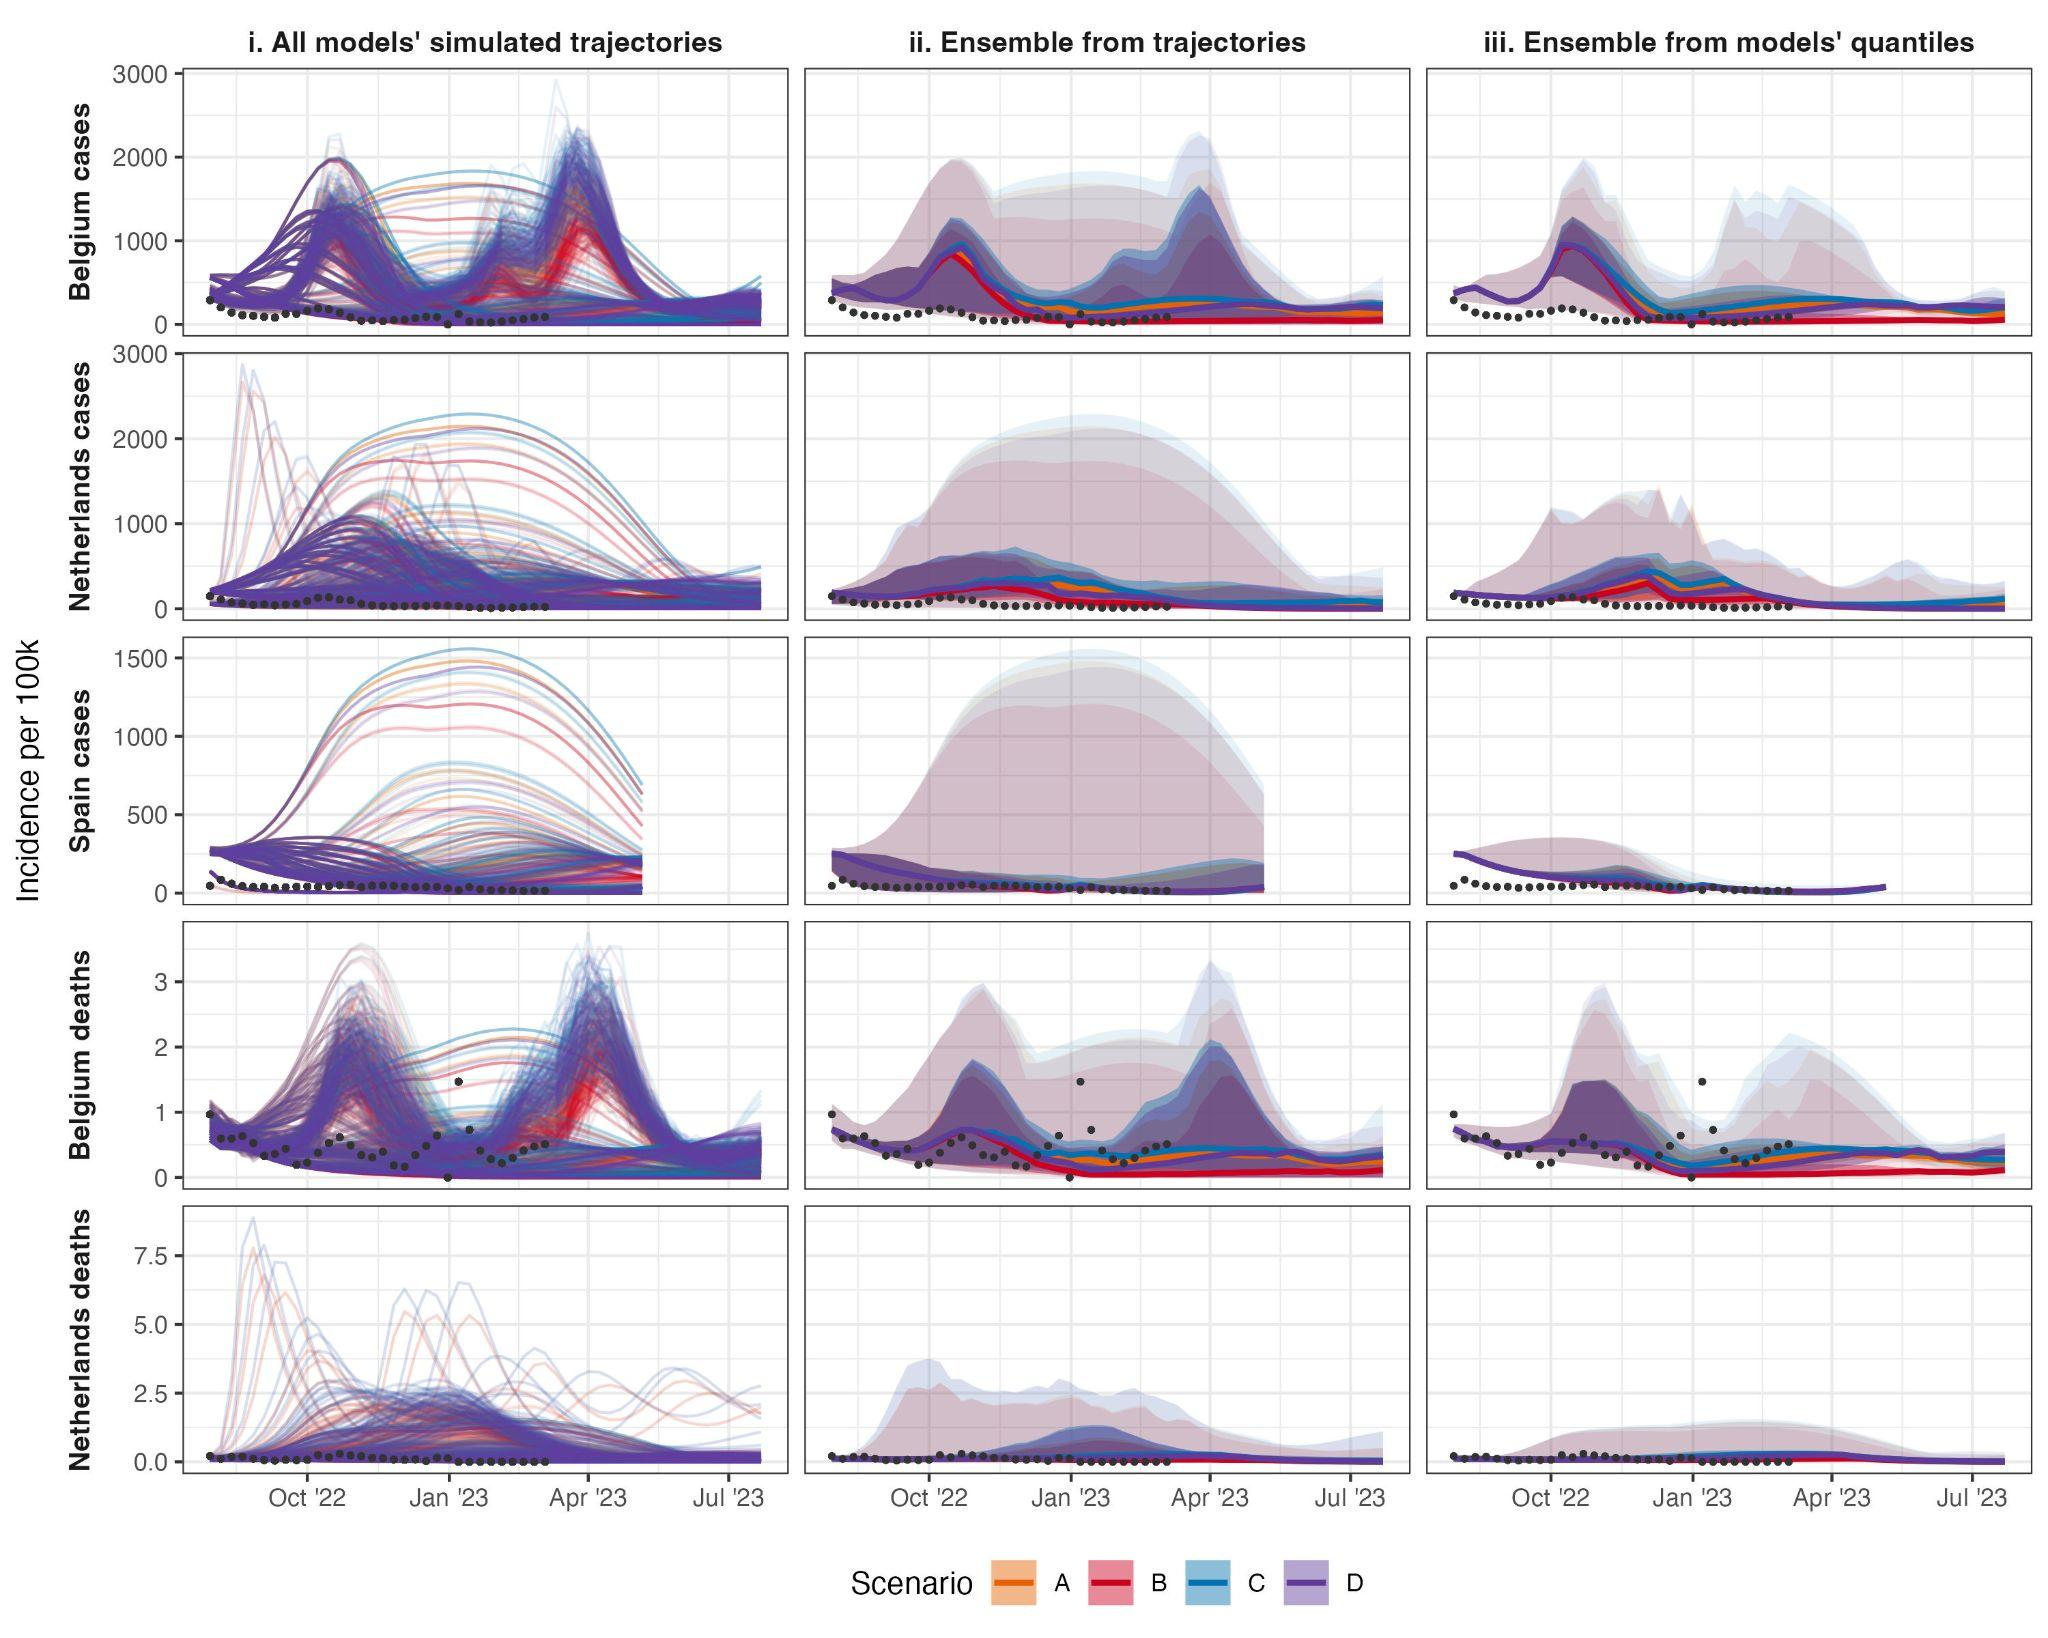 i. All models' simulated trajectories
ii. Ensemble from trajectories
iii. Ensemble from models' quantiles
Incidence per 100k
Belgium cases
3000
2000
1000
0
Netherlands cases
3000
2000
1000
0
Spain cases
1500
1000
500
0
Belgium deaths
3
2
1
0
Netherlands deaths
7.5
5.0
2.5
0.0
Oct '22 Jan '23 Apr '23 Jul '23
Oct '22 Jan '23 Apr '23 Jul '23
Oct '22 Jan '23 Apr '23 Jul '23
Scenario A B C D